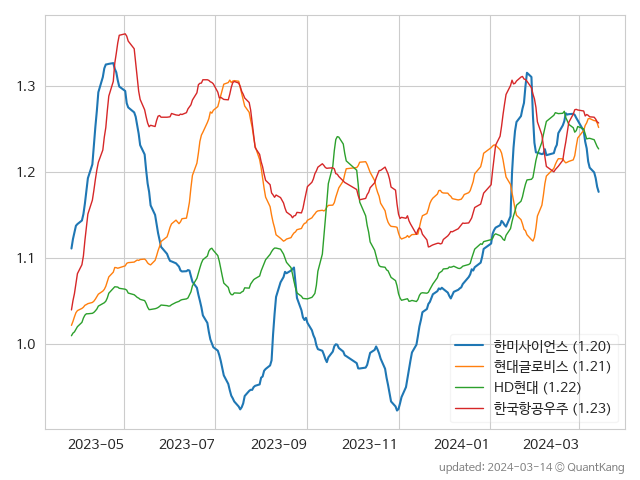 1.3
1.2
1.1
1.0
한미사이언스 (1.20)
현대글로비스 (1.21)
HD현대 (1.22)
한국항공우주 (1.23)
2023-05 2023-07 2023-09 2023-11 2024-01 2024-03
updated: 2024-03-14 © QuantKang